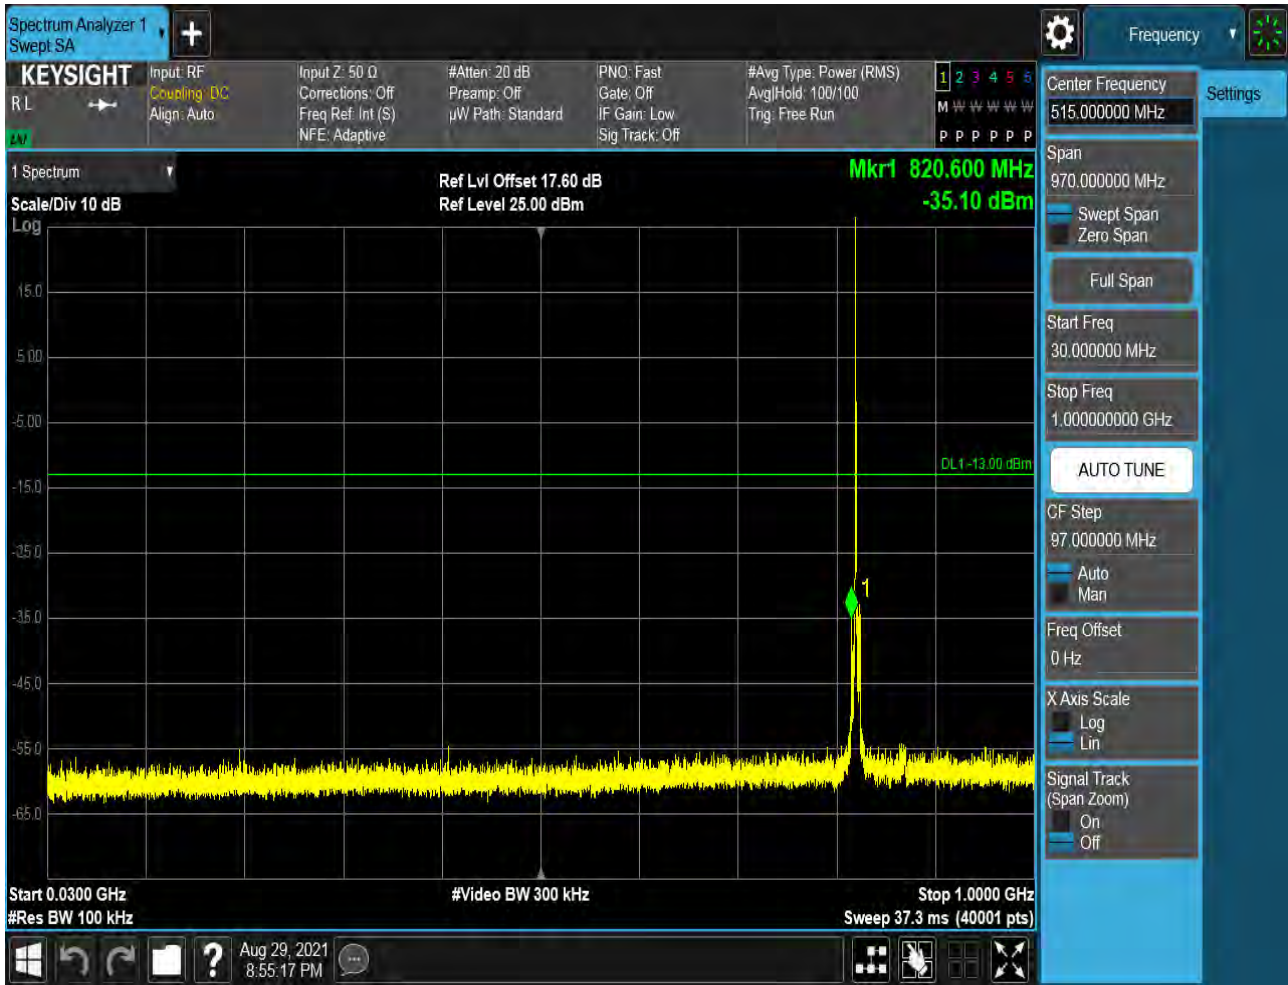 Spectrum Analyzer 1
Swept SA
Frequency
KEYSIGHT
R L
Input: RF
Coupling: DC
Align: Auto
Input Z: 50 Ω
Corrections: Off
Freq Ref: Int (S)
NFE: Adaptive
#Atten: 20 dB
Preamp: Off
µW Path: Standard
PNO: Fast
Gate: Off
IF Gain: Low
Sig Track: Off
#Avg Type: Power (RMS)
Avg|Hold: 100/100
Trig: Free Run
1 2 3 4 5 6
M W W W W W
P P P P P P
1 Spectrum
Scale/Div 10 dB
Log
Ref Lvl Offset 17.60 dB
Ref Level 25.00 dBm
Mkr1 820.600 MHz
-35.10 dBm
15.0
5.00
-5.00
-15.0
-25.0
-35.0
-45.0
-55.0
-65.0
DL1 -13.00 dBm
1
Start 0.0300 GHz
#Res BW 100 kHz
#Video BW 300 kHz
Stop 1.0000 GHz
Sweep 37.3 ms (40001 pts)
Aug 29, 2021
8:55:17 PM
Center Frequency
515.000000 MHz
Settings
Span
970.000000 MHz
Swept Span
Zero Span
Full Span
Start Freq
30.000000 MHz
Stop Freq
1.000000000 GHz
AUTO TUNE
CF Step
97.000000 MHz
Auto
Man
Freq Offset
0 Hz
X Axis Scale
Log
Lin
Signal Track
(Span Zoom)
On
Off